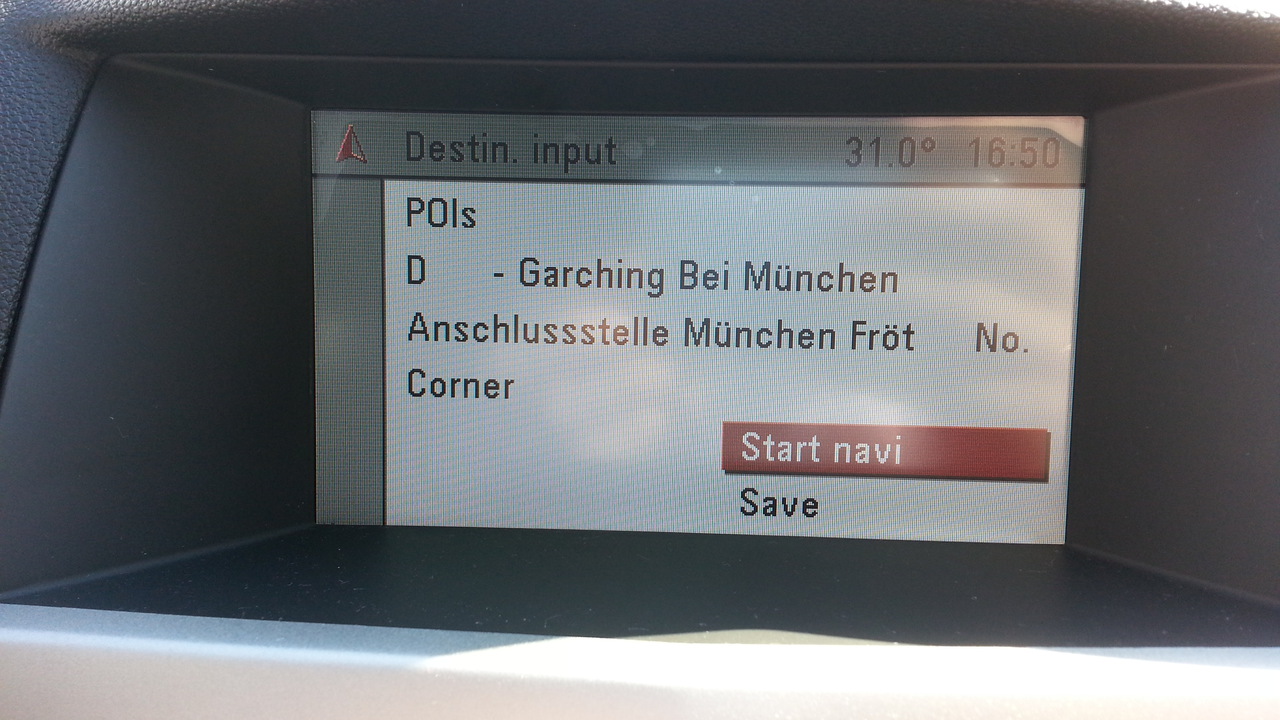 Destin. input 31.0° 16:50
POIs
D - Garching Bei München
Anschlussstelle München Fröt No.
Corner
Start navi
Save